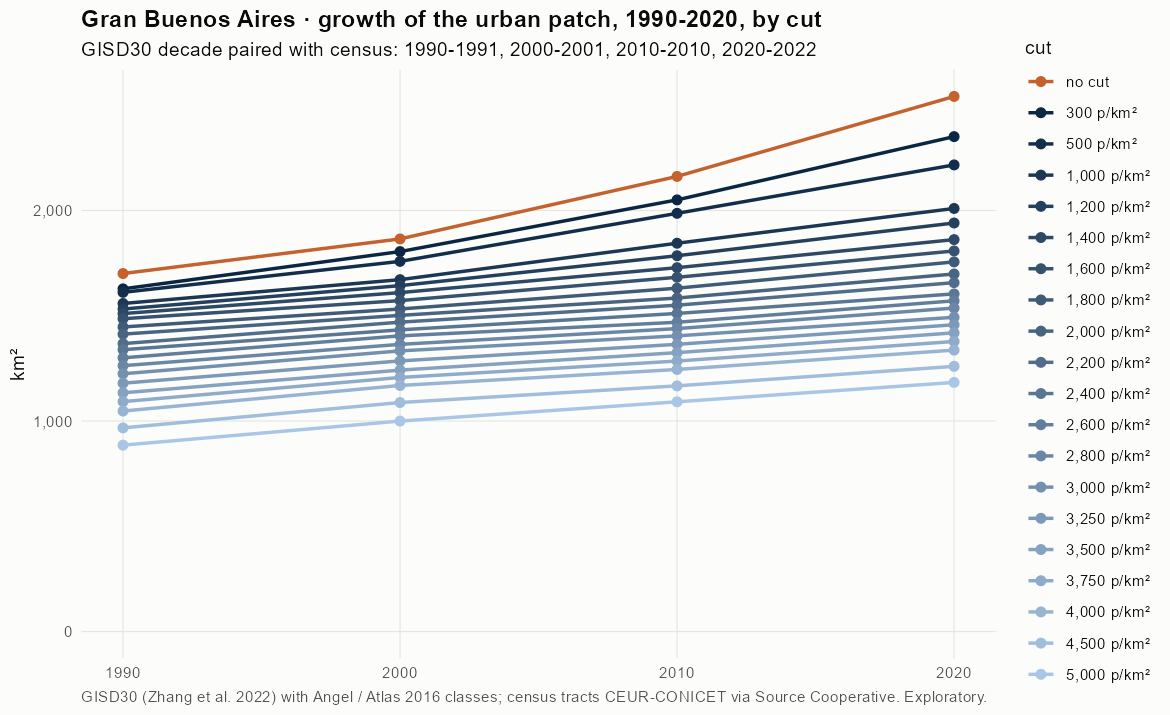 Gran Buenos Aires · growth of the urban patch, 1990-2020, by cut
GISD30 decade paired with census: 1990-1991, 2000-2001, 2010-2010, 2020-2022
km²
2,000
1,000
0
1990
2000
2010
2020
cut
no cut
300 p/km²
500 p/km²
1,000 p/km²
1,200 p/km²
1,400 p/km²
1,600 p/km²
1,800 p/km²
2,000 p/km²
2,200 p/km²
2,400 p/km²
2,600 p/km²
2,800 p/km²
3,000 p/km²
3,250 p/km²
3,500 p/km²
3,750 p/km²
4,000 p/km²
4,500 p/km²
5,000 p/km²
GISD30 (Zhang et al. 2022) with Angel / Atlas 2016 classes; census tracts CEUR-CONICET via Source Cooperative. Exploratory.